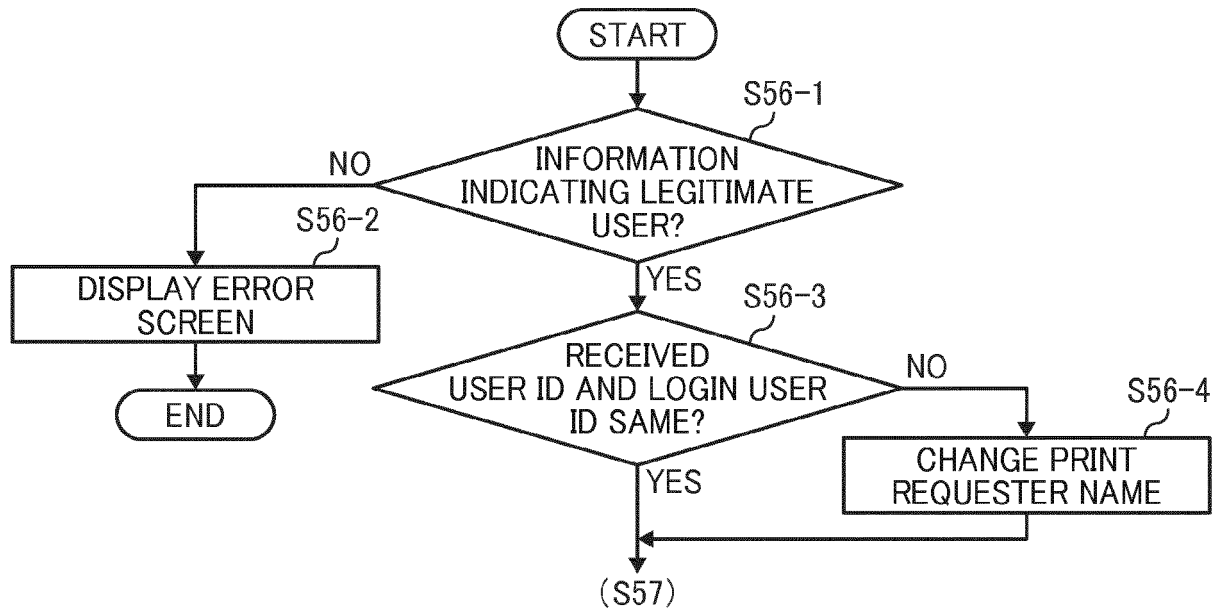 START
S56-1
INFORMATION
INDICATING LEGITIMATE
USER?
NO
S56-2
DISPLAY ERROR
SCREEN
END
YES
S56-3
RECEIVED
USER ID AND LOGIN USER
ID SAME?
NO
S56-4
CHANGE PRINT
REQUESTER NAME
YES
(S57)